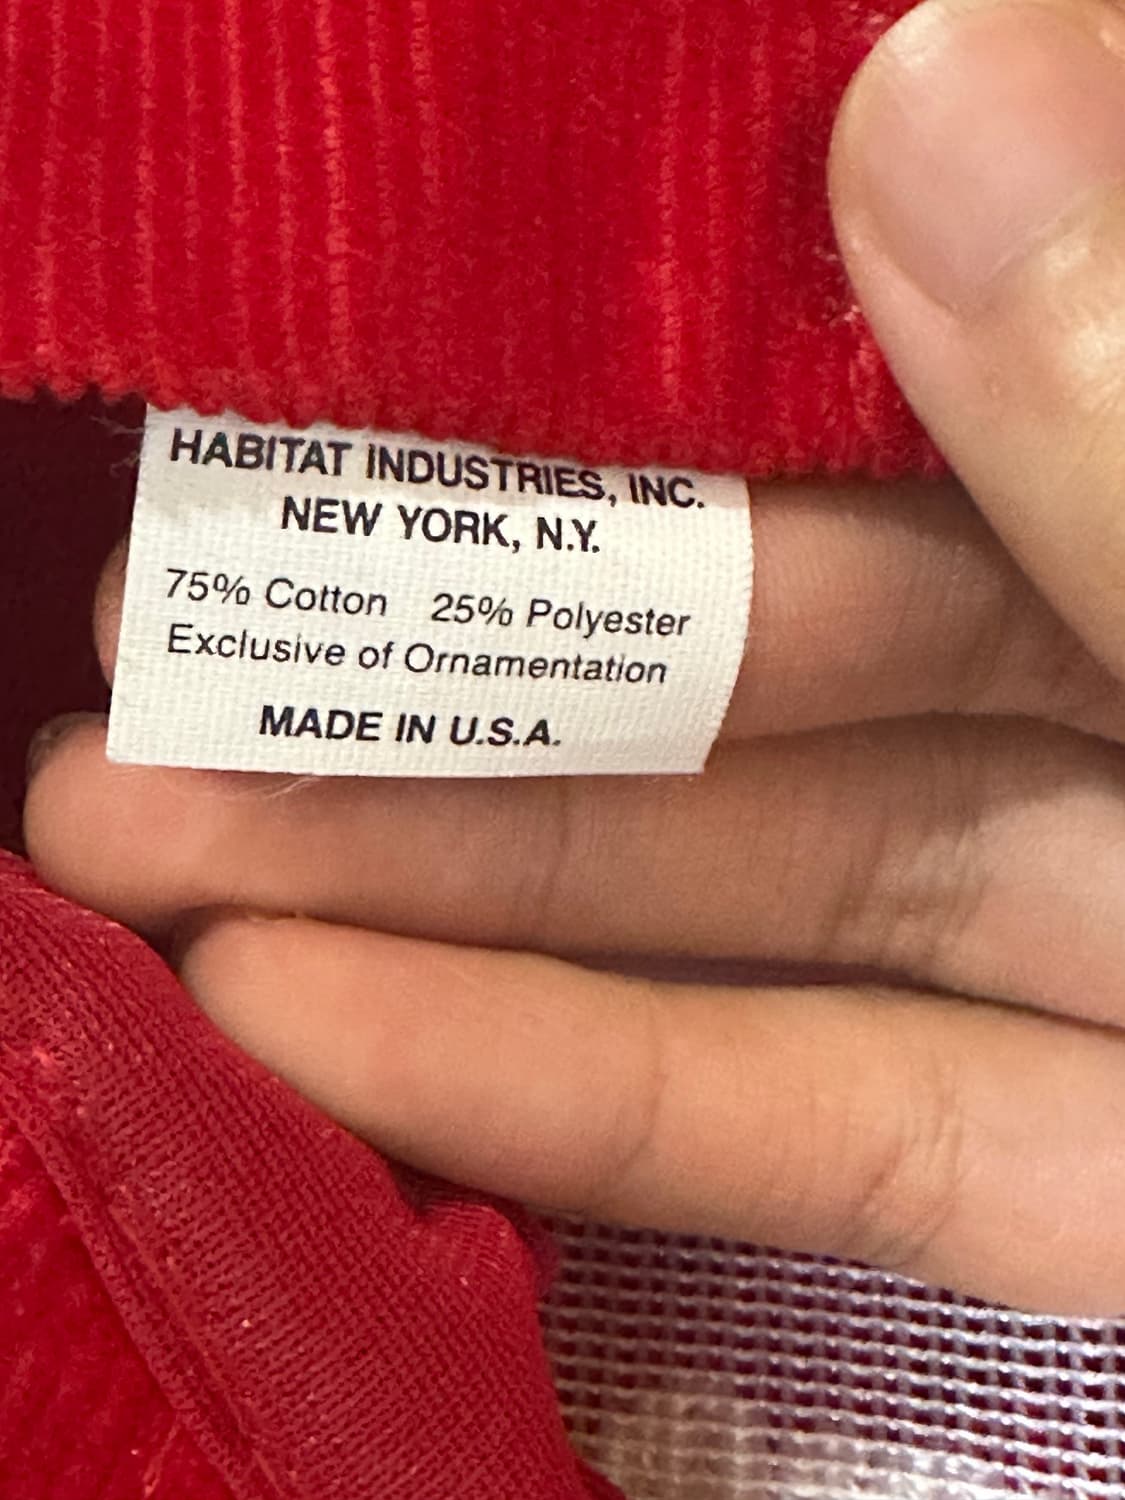 HABITAT INDUSTRIES, INC.
NEW YORK, N.Y.
75% Cotton 25% Polyester
Exclusive of Ornamentation
MADE IN U.S.A.